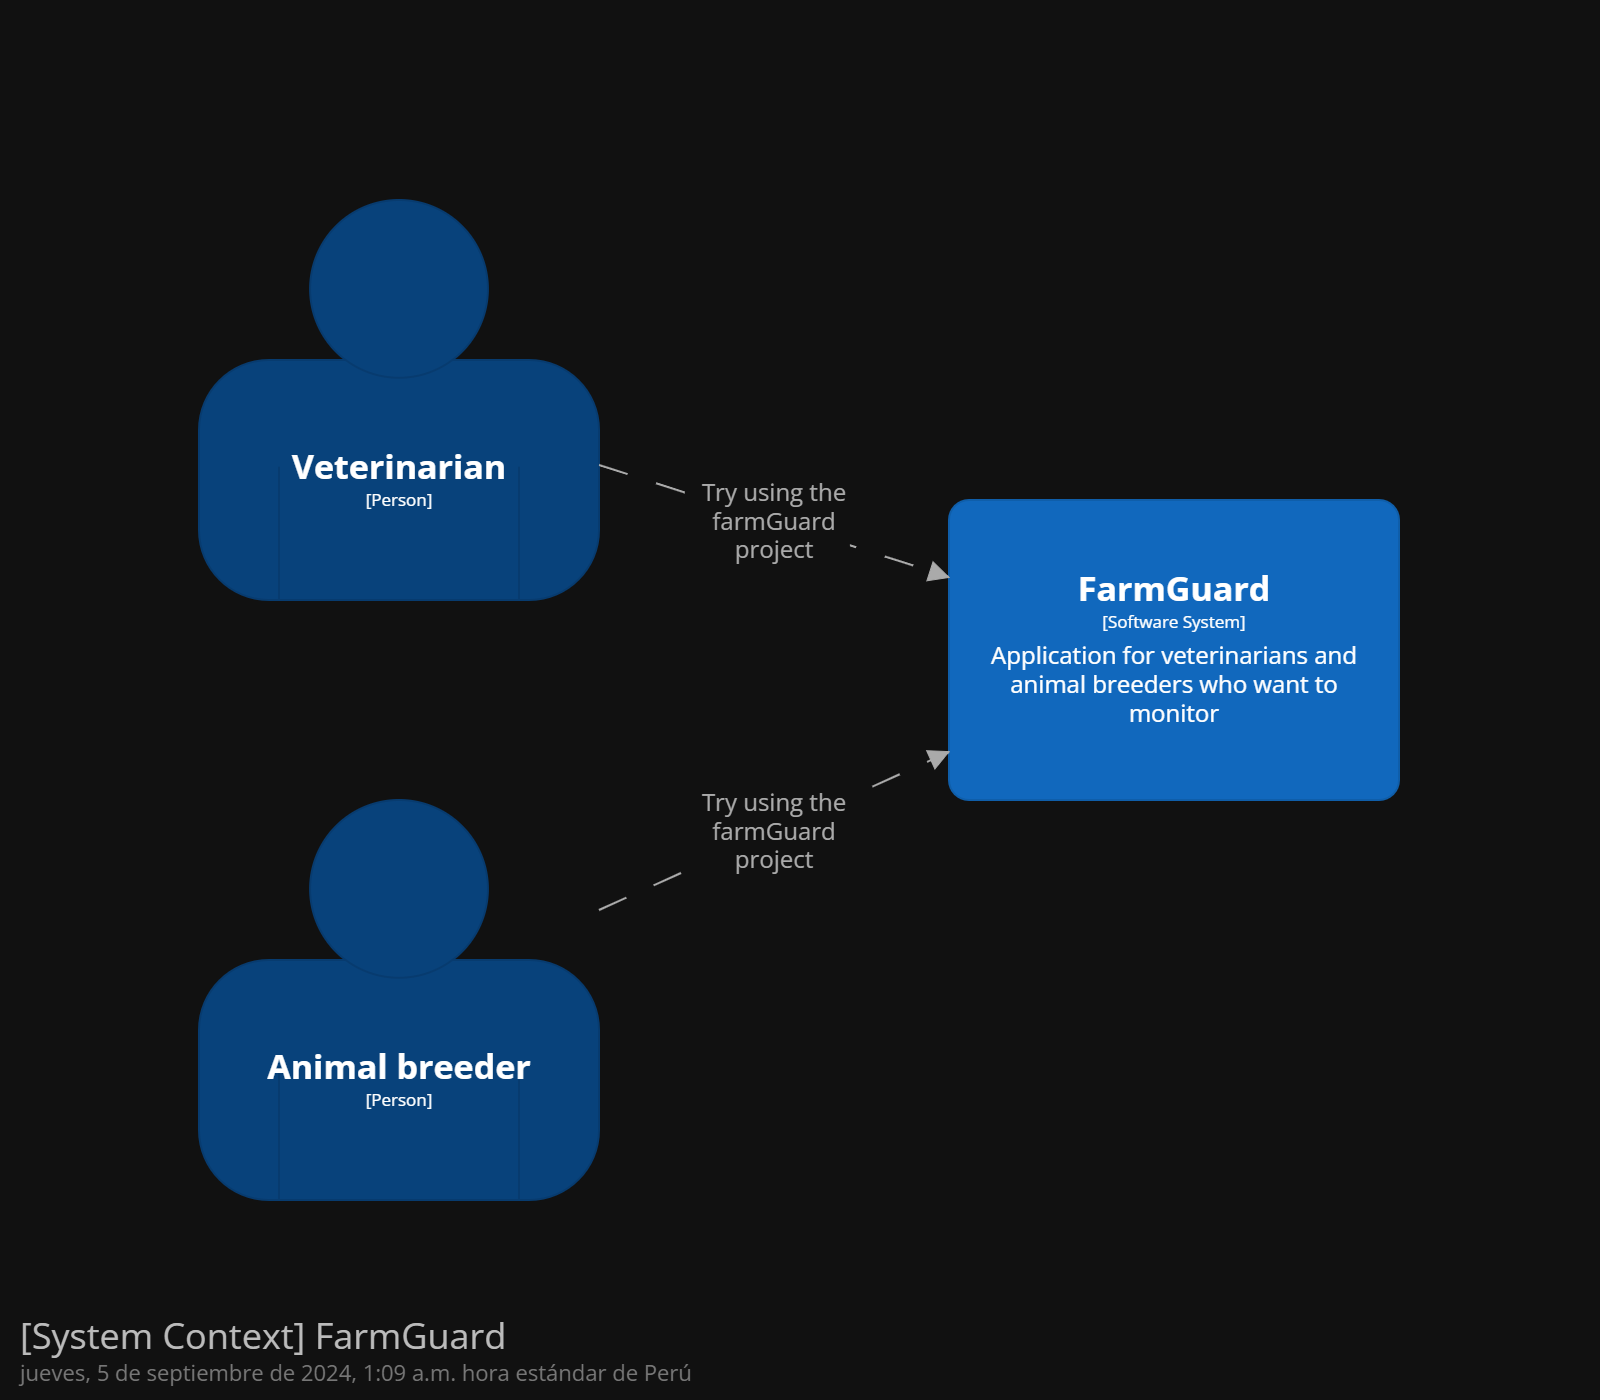 Veterinarian
[Person]
Try using the
farmGuard
project
FarmGuard
[Software System]
Application for veterinarians and
animal breeders who want to
monitor
Try using the
farmGuard
project
Animal breeder
[Person]
[System Context] FarmGuard
jueves, 5 de septiembre de 2024, 1:09 a.m. hora estándar de Perú